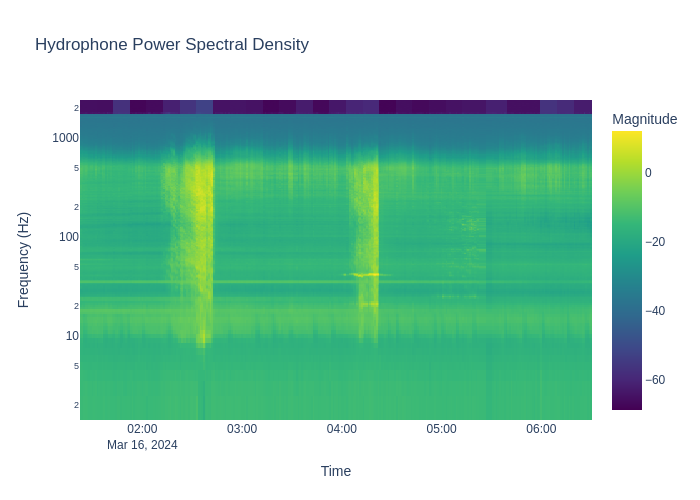 Hydrophone Power Spectral Density
Magnitude
2
1000
5
2
100
5
2
10
5
2
Frequency (Hz)
0
−20
−40
−60
02:00 03:00 04:00 05:00 06:00
Mar 16, 2024
Time